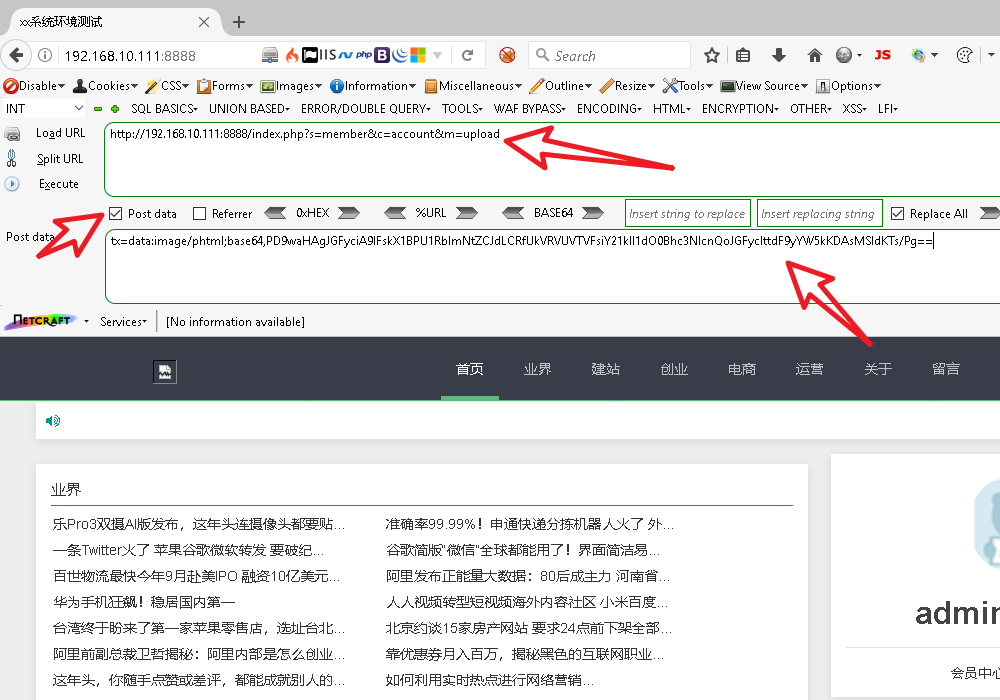 xx系统环境测试
192.168.10.111:8888
IIS
php
B
Search
JS
Disable Cookies CSS Forms Images Information Miscellaneous Outline Resize Tools View Source Options
INT SQL BASICS UNION BASED ERROR/DOUBLE QUERY TOOLS WAF BYPASS ENCODING HTML ENCRYPTION OTHER XSS LFI
Load URL
http://192.168.10.111:8888/index.php?s=member&c=account&m=upload
Split URL
Execute
Post data Referrer 0xHEX %URL BASE64 Insert string to replace Insert replacing string Replace All
Post data
NETCRAFT Services [No information available]
首页 业界 建站 创业 电商 运营 关于 留言
业界
乐Pro3双摄AI版发布，这年头连摄像头都要贴...
准确率99.99%！申通快递分拣机器人火了 外...
一条Twitter火了 苹果谷歌微软转发 要破纪...
谷歌简版"微信"全球都能用了！界面简洁易...
百世物流最快今年9月赴美IPO 融资10亿美元...
阿里发布正能量大数据：80后成主力 河南省...
华为手机狂飙！稳居国内第一
人人视频转型短视频海外内容社区 小米百度...
台湾终于盼来了第一家苹果零售店，选址台北...
北京约谈15家房产网站 要求24点前下架全部...
阿里前副总裁卫哲揭秘：阿里内部是怎么创业...
靠优惠券月入百万，揭秘黑色的互联网职业...
这年头，你随手点赞或差评，都能成就别人的...
如何利用实时热点进行网络营销...
admin
会员中心